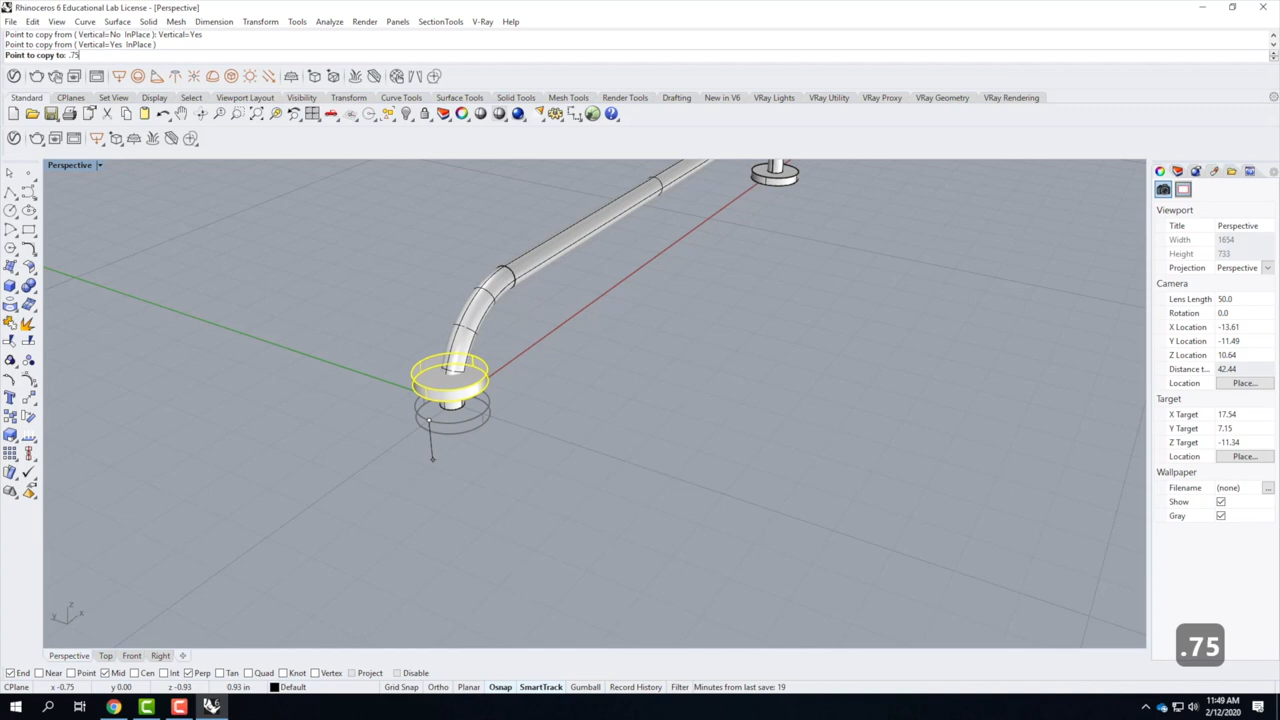 Rhinoceros 6 Educational Lab License - [Perspective]
File Edit View Curve Surface Solid Mesh Dimension Transform Tools Analyze Render Panels SectionTools V-Ray Help
Point to copy from ( Vertical=No InPlace ): Vertical=Yes
Point to copy from ( Vertical=Yes InPlace )
Point to copy to: .75
Standard CPlanes Set View Display Select Viewport Layout Visibility Transform Curve Tools Surface Tools Solid Tools Mesh Tools Render Tools Drafting New in V6 VRay Lights VRay Utility VRay Proxy VRay Geometry VRay Rendering
Perspective
Viewport
Title Perspective
Width 1654
Height 733
Projection Perspective
Camera
Lens Length 50.0
Rotation 0.0
X Location -13.61
Y Location -11.49
Z Location 10.64
Distance t... 42.44
Location Place...
Target
X Target 17.54
Y Target 7.15
Z Target -11.34
Location Place...
Wallpaper
Filename (none) ...
Show
Gray
z
y x
.75
Perspective Top Front Right
End Near Point Mid Cen Int Perp Tan Quad Knot Vertex Project Disable
CPlane x -0.75 y 0.00 z -0.93 0.93 in Default Grid Snap Ortho Planar Osnap SmartTrack Gumball Record History Filter Minutes from last save: 19
11:49 AM
2/12/2020